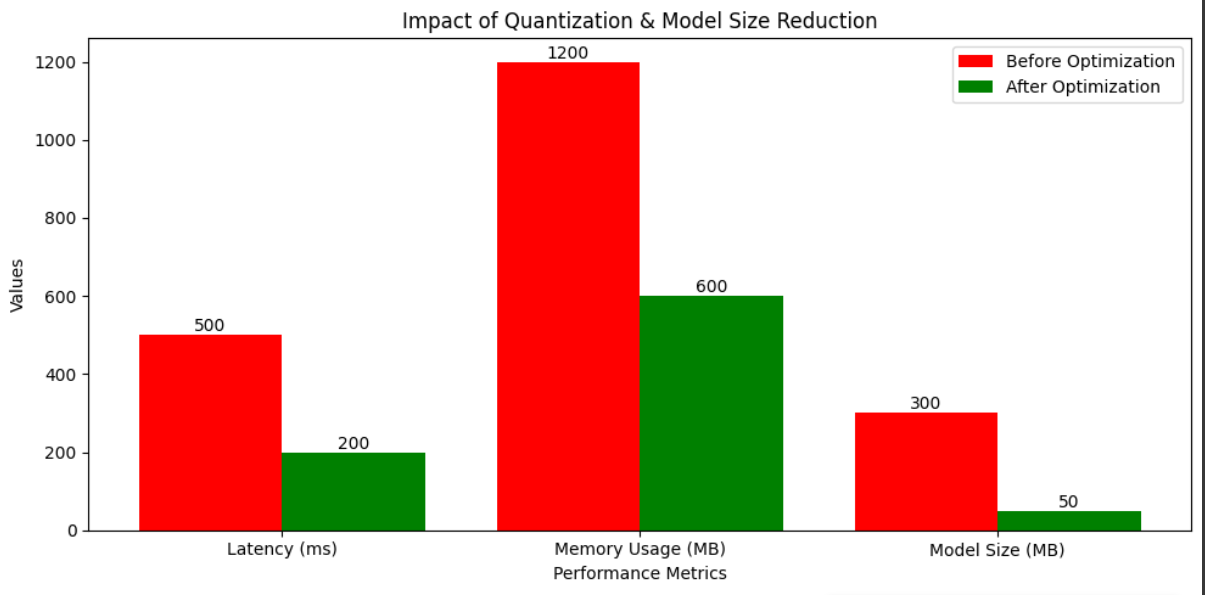 Impact of Quantization & Model Size Reduction
Before Optimization
After Optimization
Values
1200
1000
800
600
400
200
0
500
200
1200
600
300
50
Latency (ms)
Memory Usage (MB)
Model Size (MB)
Performance Metrics